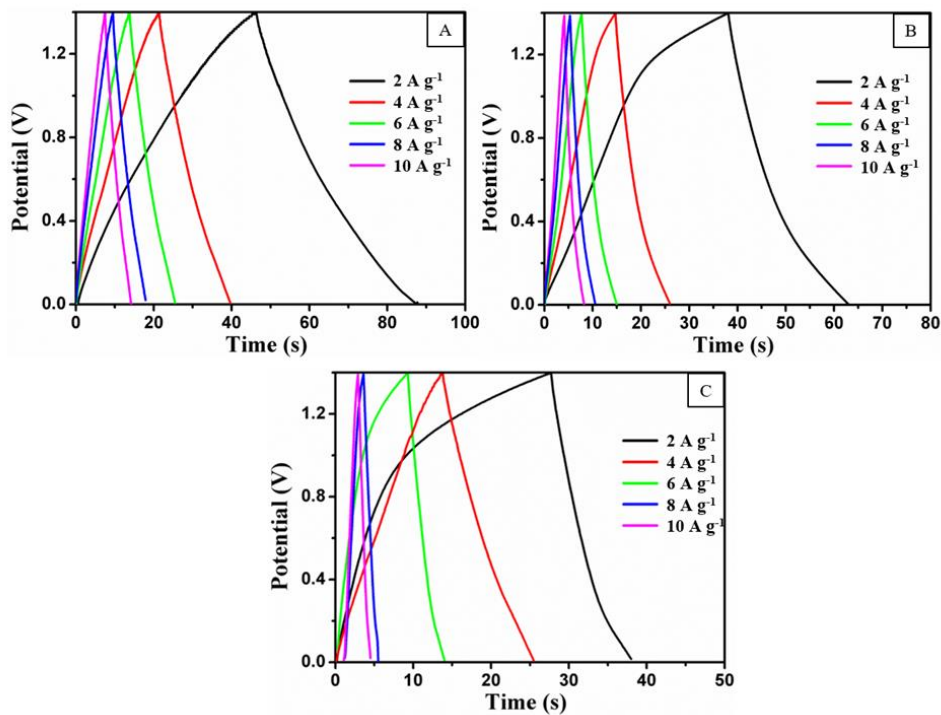 A
1.2
0.8
0.4
0.0
Potential (V)
2 A g⁻¹
4 A g⁻¹
6 A g⁻¹
8 A g⁻¹
10 A g⁻¹
0 20 40 60 80 100
Time (s)
B
1.2
0.8
0.4
0.0
Potential (V)
2 A g⁻¹
4 A g⁻¹
6 A g⁻¹
8 A g⁻¹
10 A g⁻¹
0 10 20 30 40 50 60 70 80
Time (s)
C
1.2
0.8
0.4
0.0
Potential (V)
2 A g⁻¹
4 A g⁻¹
6 A g⁻¹
8 A g⁻¹
10 A g⁻¹
0 10 20 30 40 50
Time (s)